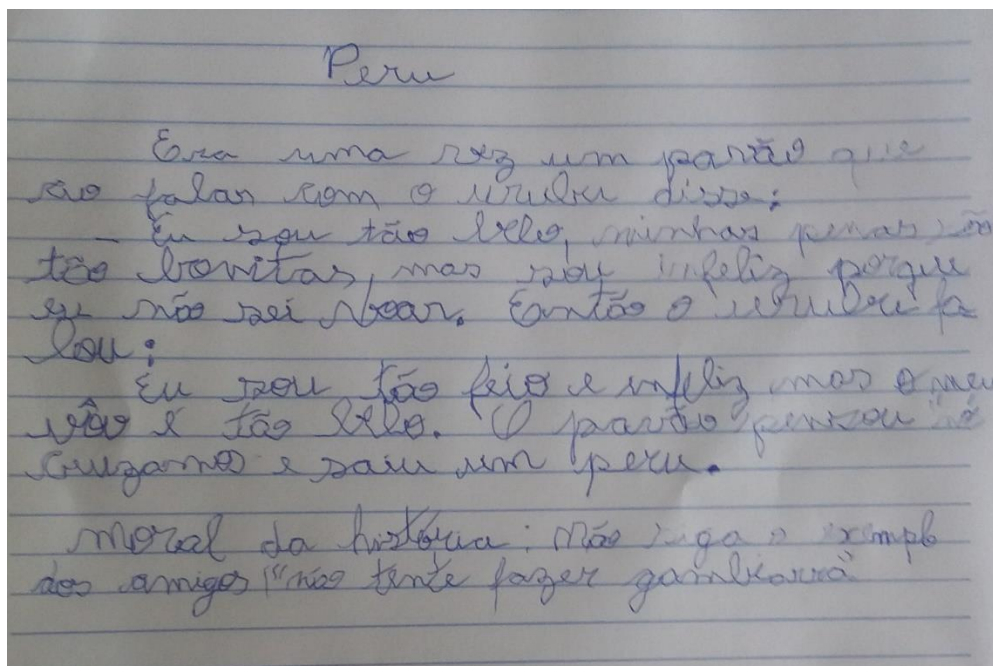 Peru
Era uma vez um pavão que
são falar com o urubu disse:
- Eu sou tão belo, minhas penas são
tão bonitas, mas sou infeliz porque
eu não sei voar. Então o urubu fa
lou:
Eu sou tão feio e infeliz mas o meu
vôo é tão belo. O pavão pensou nós
cruzamos e saiu um peru.
Moral da história: Não siga o exemplo
dos amigos "não tente fazer gambiarra"